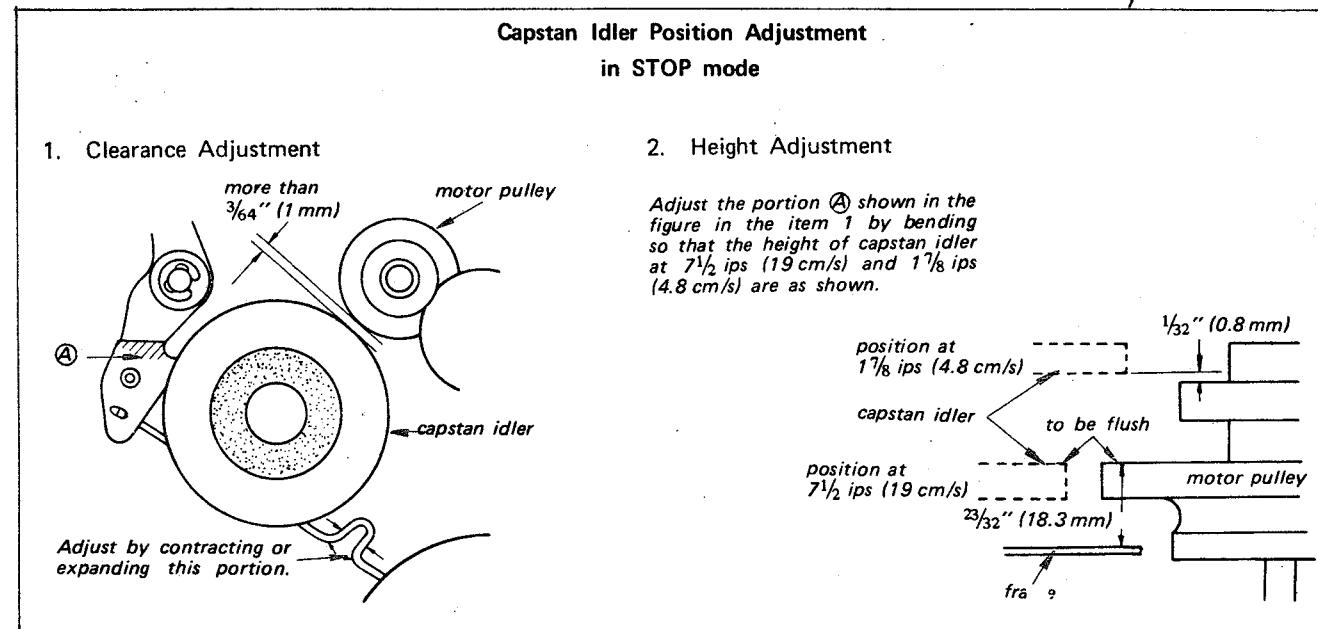 Capstan Idler Position Adjustment
in STOP mode
1. Clearance Adjustment
more than
3/64" (1 mm)
motor pulley
A
capstan idler
Adjust by contracting or
expanding this portion.
2. Height Adjustment
Adjust the portion Ⓐ shown in the
figure in the item 1 by bending
so that the height of capstan idler
at 7½ ips (19 cm/s) and 1⅞ ips
(4.8 cm/s) are as shown.
1/32" (0.8 mm)
position at
1⅞ ips (4.8 cm/s)
capstan idler
to be flush
position at
7½ ips (19 cm/s)
motor pulley
23/32" (18.3 mm)